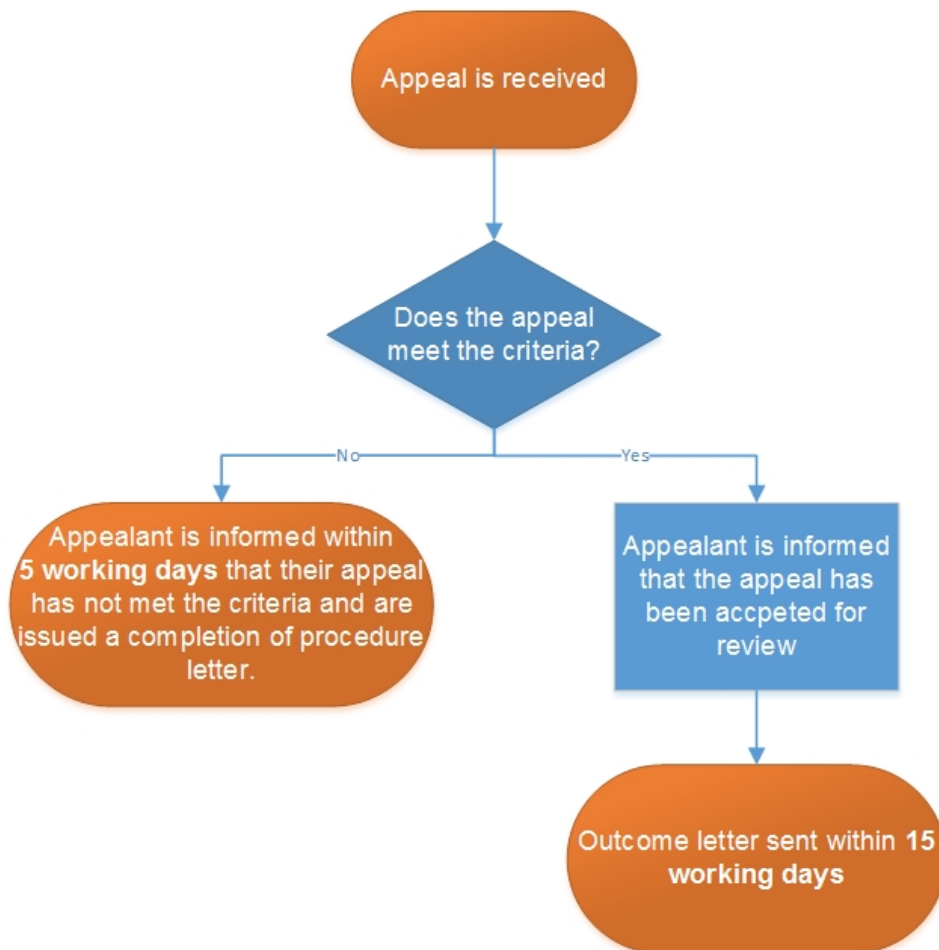 Appeal is received
Does the appeal
meet the criteria?
No
Yes
Appealant is informed within
5 working days that their appeal
has not met the criteria and are
issued a completion of procedure
letter.
Appealant is informed
that the appeal has
been accpeted for
review
Outcome letter sent within 15
working days